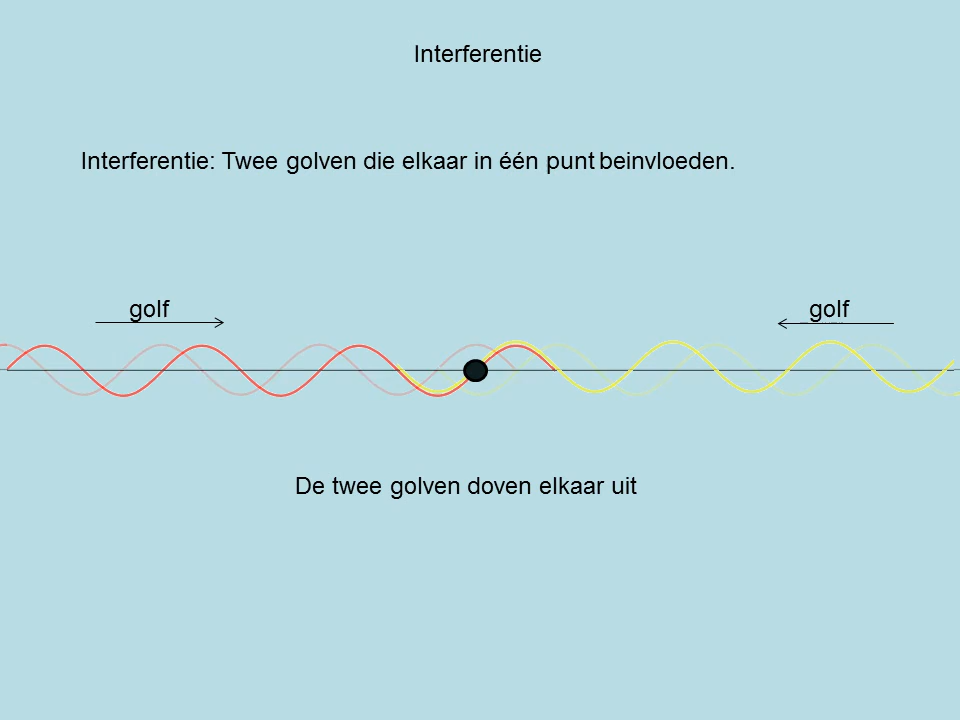 Interferentie
Interferentie: Twee golven die elkaar in één punt beinvloeden.
golf
golf
De twee golven doven elkaar uit